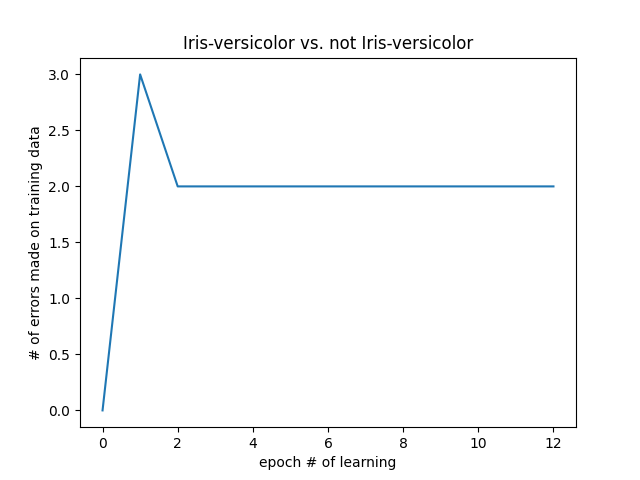 Iris-versicolor vs. not Iris-versicolor
# of errors made on training data
3.0
2.5
2.0
1.5
1.0
0.5
0.0
0 2 4 6 8 10 12
epoch # of learning